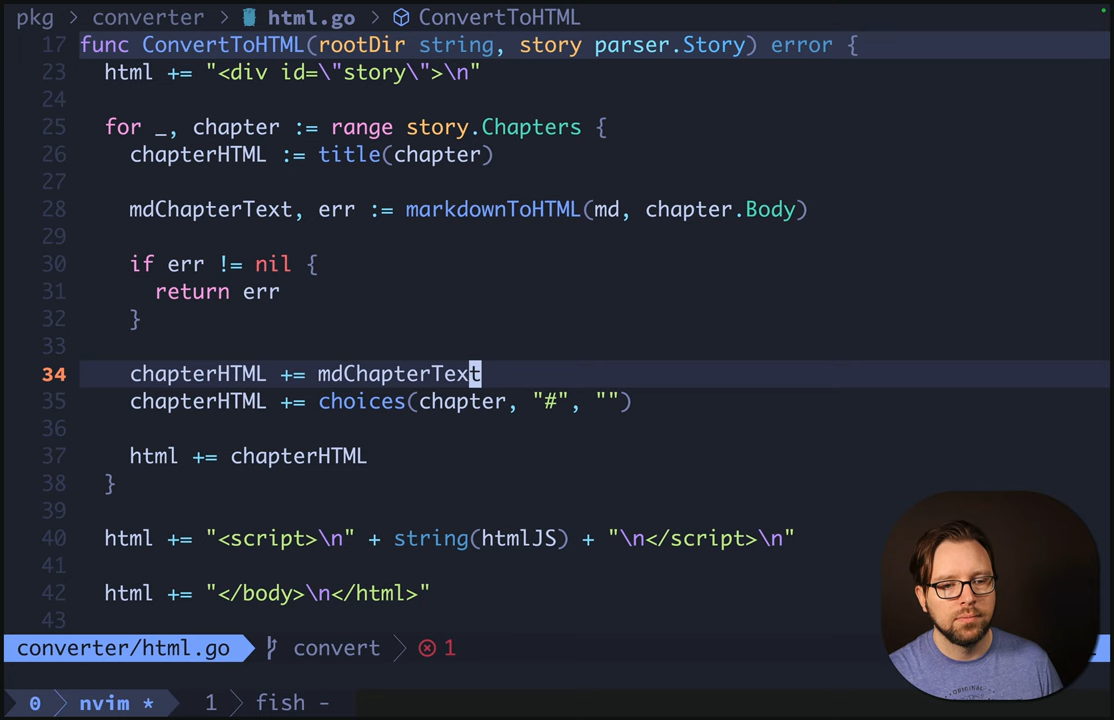 pkg > converter > html.go > ConvertToHTML
17 func ConvertToHTML(rootDir string, story parser.Story) error {
23 html += "<div id=\"story\">\n"
24
25 for _, chapter := range story.Chapters {
26 chapterHTML := title(chapter)
27
28 mdChapterText, err := markdownToHTML(md, chapter.Body)
29
30 if err != nil {
31 return err
32 }
33
34 chapterHTML += mdChapterText
35 chapterHTML += choices(chapter, "#", "")
36
37 html += chapterHTML
38 }
39
40 html += "<script>\n" + string(htmlJS) + "\n</script>\n"
41
42 html += "</body>\n</html>"
43
converter/html.go convert 1
0 nvim * 1 fish -
ORIGINAL